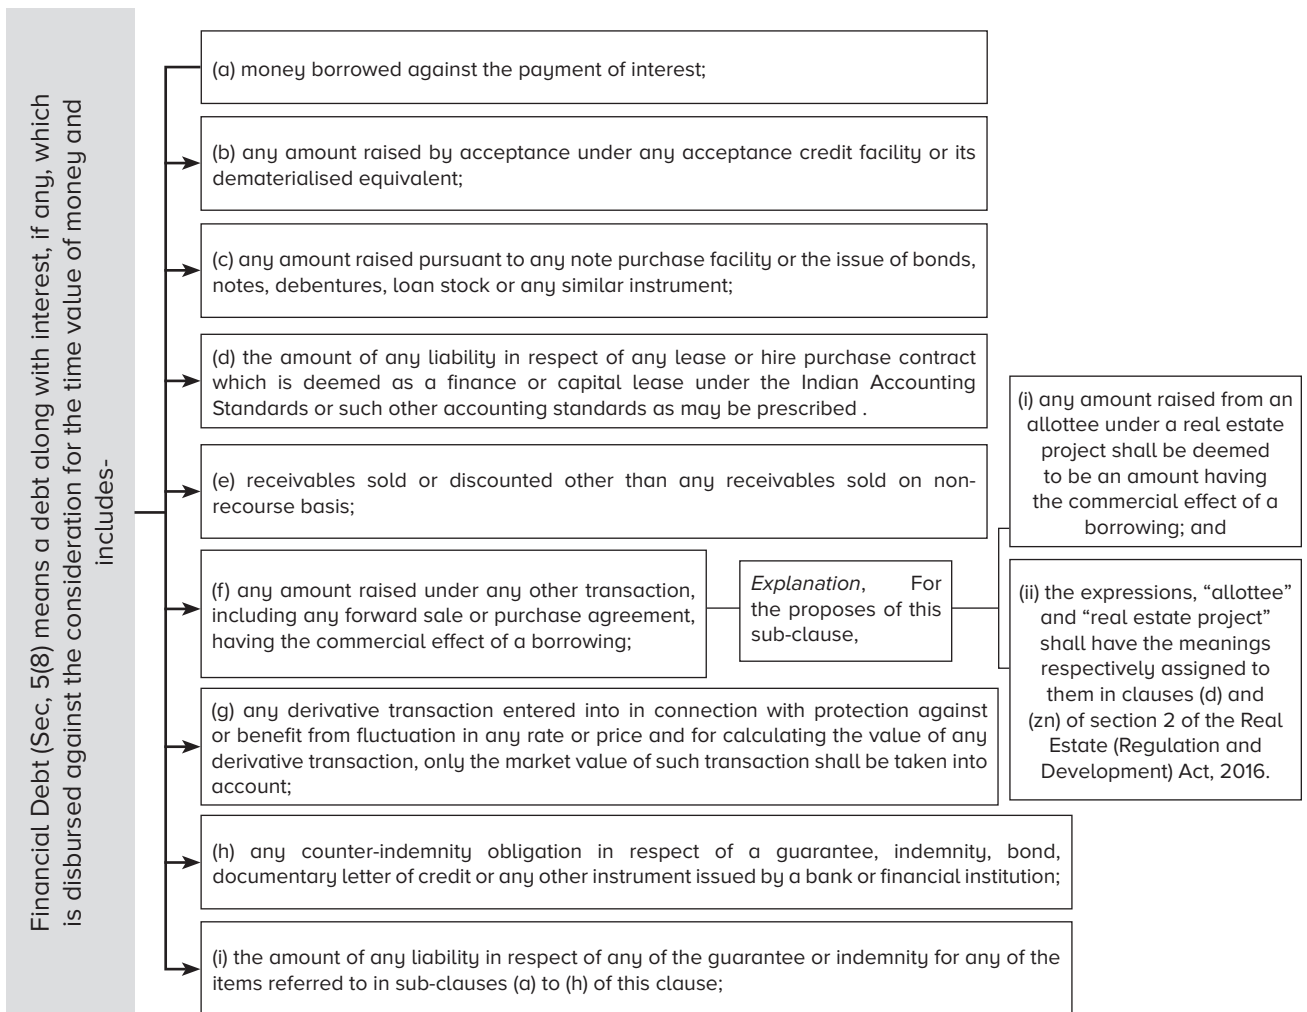 Financial Debt (Sec, 5(8) means a debt along with interest, if any, which
is disbursed against the consideration for the time value of money and
includes-
(a) money borrowed against the payment of interest;
(b) any amount raised by acceptance under any acceptance credit facility or its
dematerialised equivalent;
(c) any amount raised pursuant to any note purchase facility or the issue of bonds,
notes, debentures, loan stock or any similar instrument;
(d) the amount of any liability in respect of any lease or hire purchase contract
which is deemed as a finance or capital lease under the Indian Accounting
Standards or such other accounting standards as may be prescribed .
(e) receivables sold or discounted other than any receivables sold on non-
recourse basis;
(f) any amount raised under any other transaction,
including any forward sale or purchase agreement,
having the commercial effect of a borrowing;
Explanation, For
the proposes of this
sub-clause,
(i) any amount raised from an
allottee under a real estate
project shall be deemed
to be an amount having
the commercial effect of a
borrowing; and
(ii) the expressions, “allottee”
and “real estate project”
shall have the meanings
respectively assigned to
them in clauses (d) and
(zn) of section 2 of the Real
Estate (Regulation and
Development) Act, 2016.
(g) any derivative transaction entered into in connection with protection against
or benefit from fluctuation in any rate or price and for calculating the value of any
derivative transaction, only the market value of such transaction shall be taken into
account;
(h) any counter-indemnity obligation in respect of a guarantee, indemnity, bond,
documentary letter of credit or any other instrument issued by a bank or financial institution;
(i) the amount of any liability in respect of any of the guarantee or indemnity for any of the
items referred to in sub-clauses (a) to (h) of this clause;